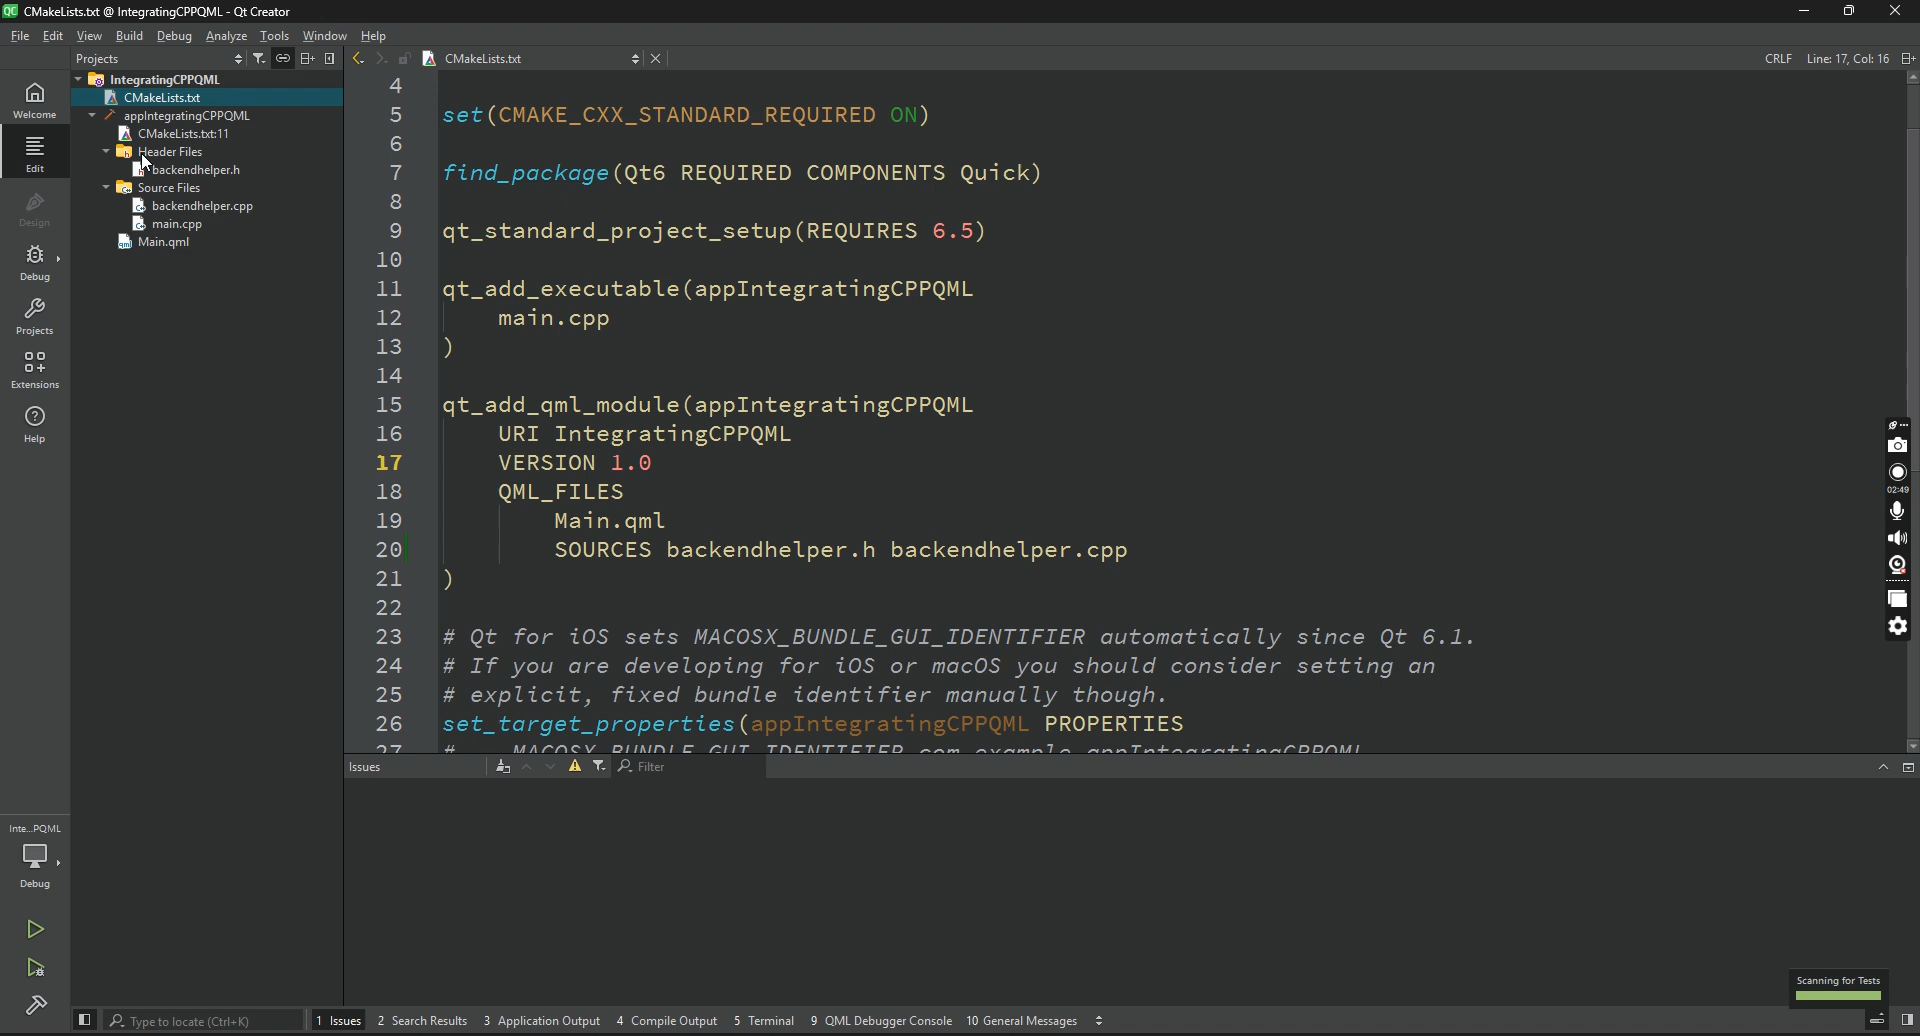 CMakeLists.txt @ IntegratingCPPQML - Qt Creator
File Edit View Build Debug Analyze Tools Window Help
Projects
CMakeLists.txt
CRLF Line: 17, Col: 16
Welcome
Edit
Design
Debug
Projects
Extensions
Help
IntegratingCPPQML
CMakeLists.txt
appIntegratingCPPQML
CMakeLists.txt:11
Header Files
backendhelper.h
Source Files
backendhelper.cpp
main.cpp
Main.qml
4
5 set(CMAKE_CXX_STANDARD_REQUIRED ON)
6
7 find_package(Qt6 REQUIRED COMPONENTS Quick)
8
9 qt_standard_project_setup(REQUIRES 6.5)
10
11 qt_add_executable(appIntegratingCPPQML
12 main.cpp
13 )
14
15 qt_add_qml_module(appIntegratingCPPQML
16 URI IntegratingCPPQML
17 VERSION 1.0
18 QML_FILES
19 Main.qml
20 SOURCES backendhelper.h backendhelper.cpp
21 )
22
23 # Qt for iOS sets MACOSX_BUNDLE_GUI_IDENTIFIER automatically since Qt 6.1.
24 # If you are developing for iOS or macOS you should consider setting an
25 # explicit, fixed bundle identifier manually though.
26 set_target_properties(appIntegratingCPPQML PROPERTIES
27 # MACOSX_BUNDLE_GUI_IDENTIFIER com.example.appIntegratingCPPQML
02:49
Issues Filter
Inte...PQML
Debug
Scanning for Tests
Type to locate (Ctrl+K) 1 Issues 2 Search Results 3 Application Output 4 Compile Output 5 Terminal 9 QML Debugger Console 10 General Messages